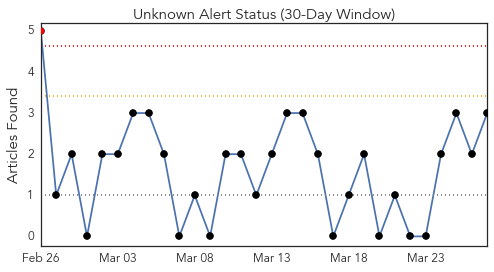 Unknown Alert Status (30-Day Window)
Articles Found
5
4
3
2
1
0
Feb 26 Mar 03 Mar 08 Mar 13 Mar 18 Mar 23